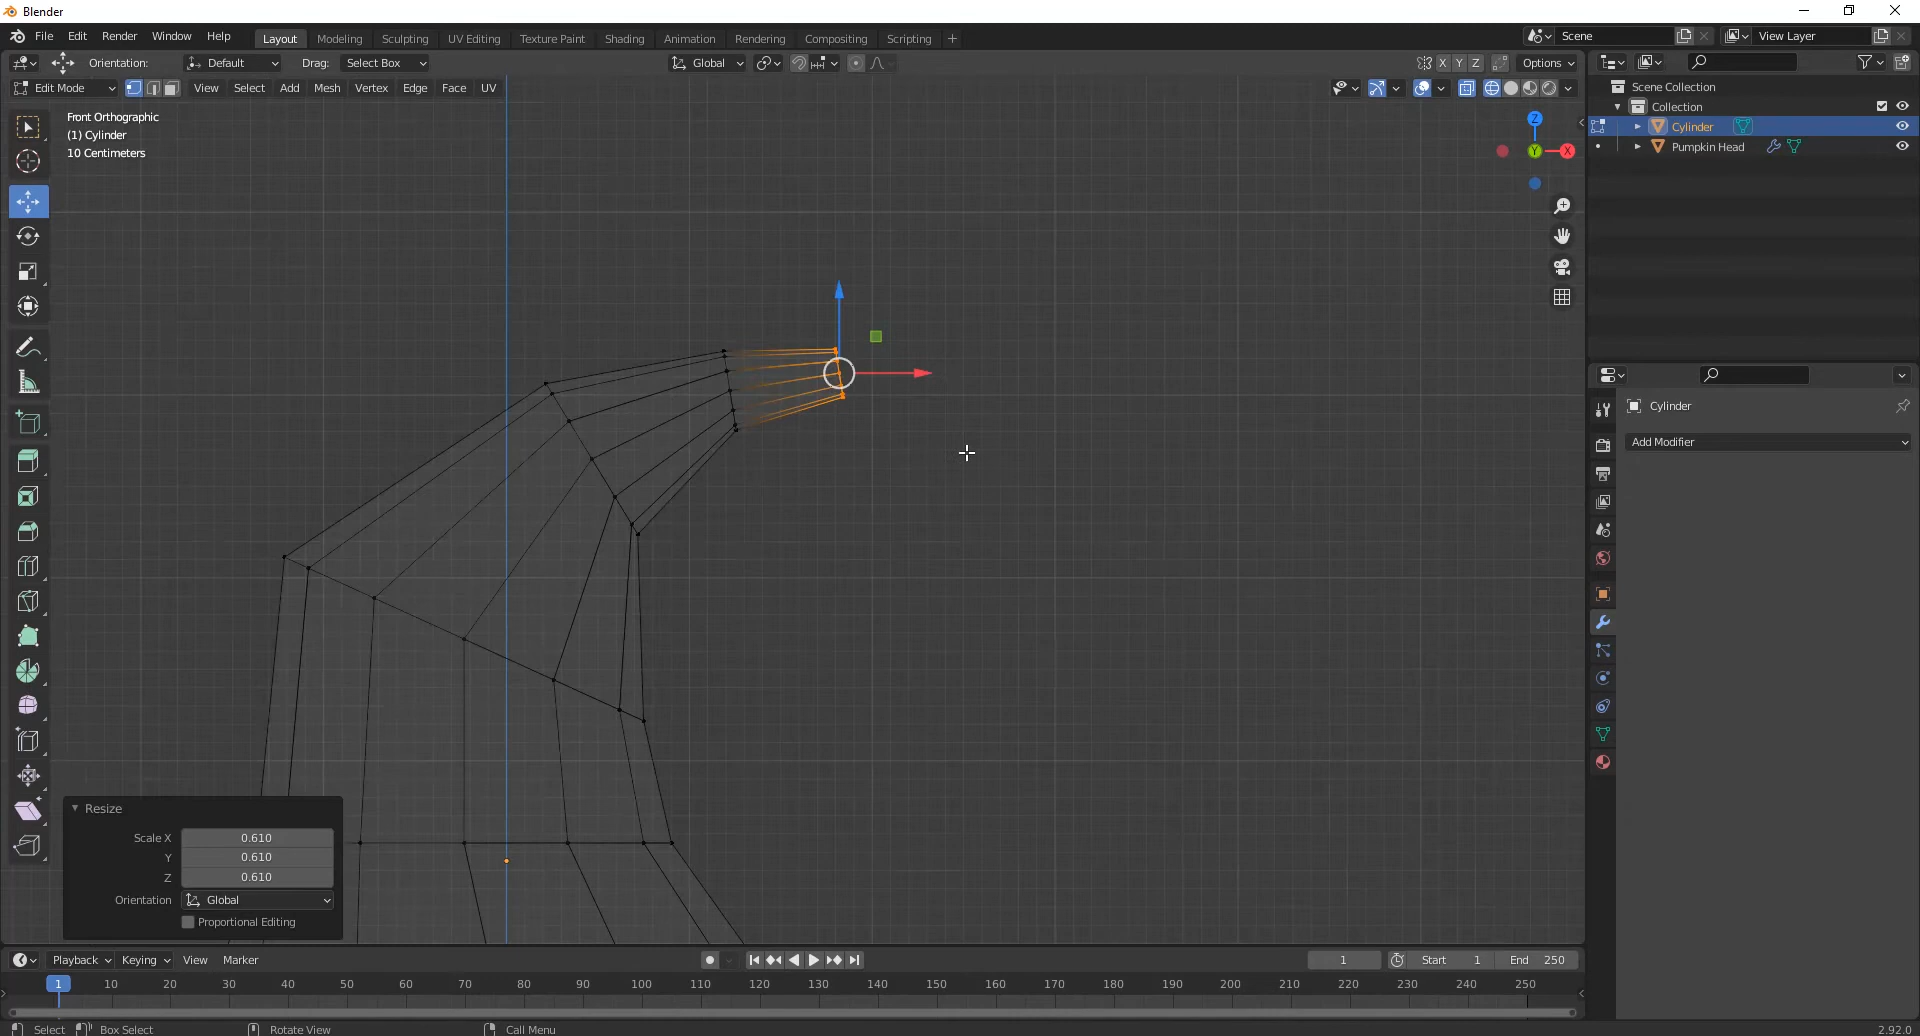 Blender
File Edit Render Window Help Layout Modeling Sculpting UV Editing Texture Paint Shading Animation Rendering Compositing Scripting + Scene View Layer
Orientation: Default Drag: Select Box Global X Y Z Options
Edit Mode View Select Add Mesh Vertex Edge Face UV
Front Orthographic
(1) Cylinder
10 Centimeters
Z
Y X
Scene Collection
Collection
Cylinder
Pumpkin Head
Cylinder
Add Modifier
Resize
Scale X 0.610
Y 0.610
Z 0.610
Orientation Global
Proportional Editing
Playback Keying View Marker 1 Start 1 End 250
1 10 20 30 40 50 60 70 80 90 100 110 120 130 140 150 160 170 180 190 200 210 220 230 240 250
Select Box Select Rotate View Call Menu 2.92.0